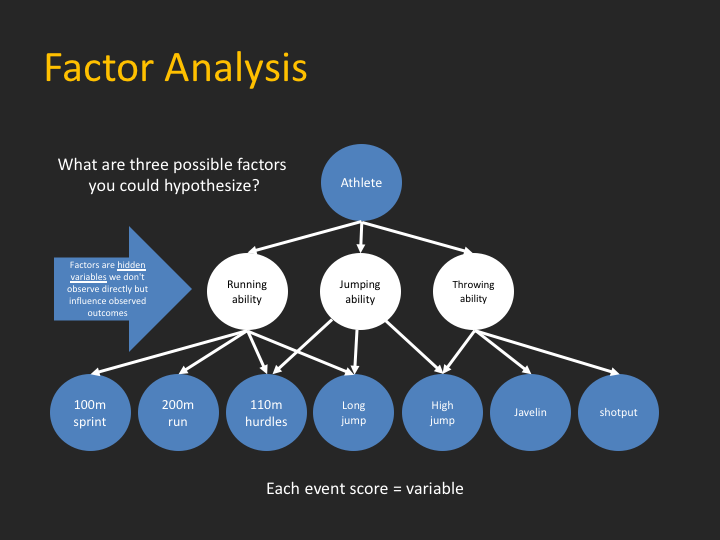 Factor Analysis
What are three possible factors
you could hypothesize?
Athlete
Factors are hidden
variables we don't
observe directly but
influence observed
outcomes
Running
ability
Jumping
ability
Throwing
ability
100m
sprint
200m
run
110m
hurdles
Long
jump
High
jump
Javelin
shotput
Each event score = variable